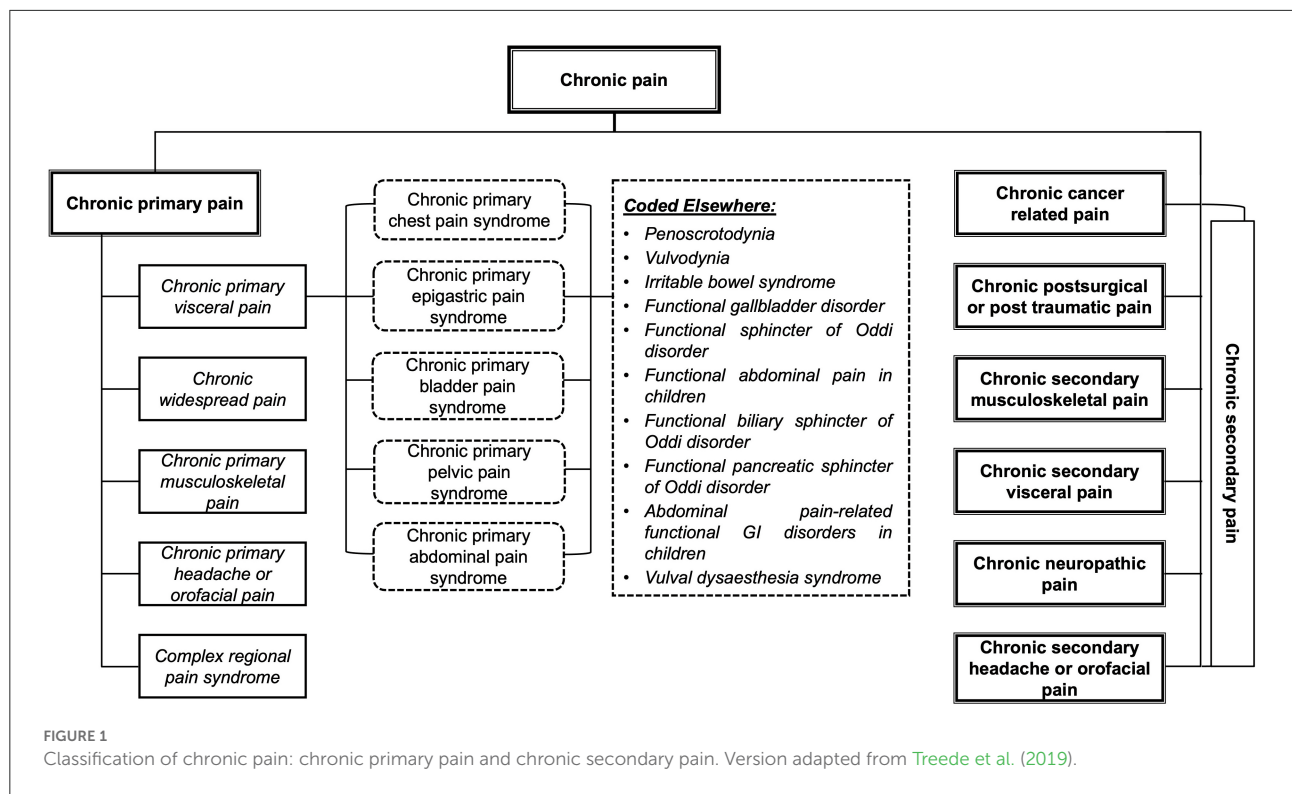 Chronic pain
Chronic primary pain
Chronic primary
visceral pain
Chronic
widespread pain
Chronic primary
musculoskeletal
pain
Chronic primary
headache or
orofacial pain
Complex regional
pain syndrome
Chronic primary
chest pain syndrome
Chronic primary
epigastric pain
syndrome
Chronic primary
bladder pain
syndrome
Chronic primary
pelvic pain
syndrome
Chronic primary
abdominal pain
syndrome
Coded Elsewhere:
• Penoscrotodynia
• Vulvodynia
• Irritable bowel syndrome
• Functional gallbladder disorder
• Functional sphincter of Oddi
disorder
• Functional abdominal pain in
children
• Functional biliary sphincter of
Oddi disorder
• Functional pancreatic sphincter
of Oddi disorder
• Abdominal pain-related
functional GI disorders in
children
• Vulval dysaesthesia syndrome
Chronic cancer
related pain
Chronic postsurgical
or post traumatic pain
Chronic secondary
musculoskeletal pain
Chronic secondary
visceral pain
Chronic neuropathic
pain
Chronic secondary
headache or orofacial
pain
Chronic secondary pain
FIGURE 1
Classification of chronic pain: chronic primary pain and chronic secondary pain. Version adapted from Treede et al. (2019).